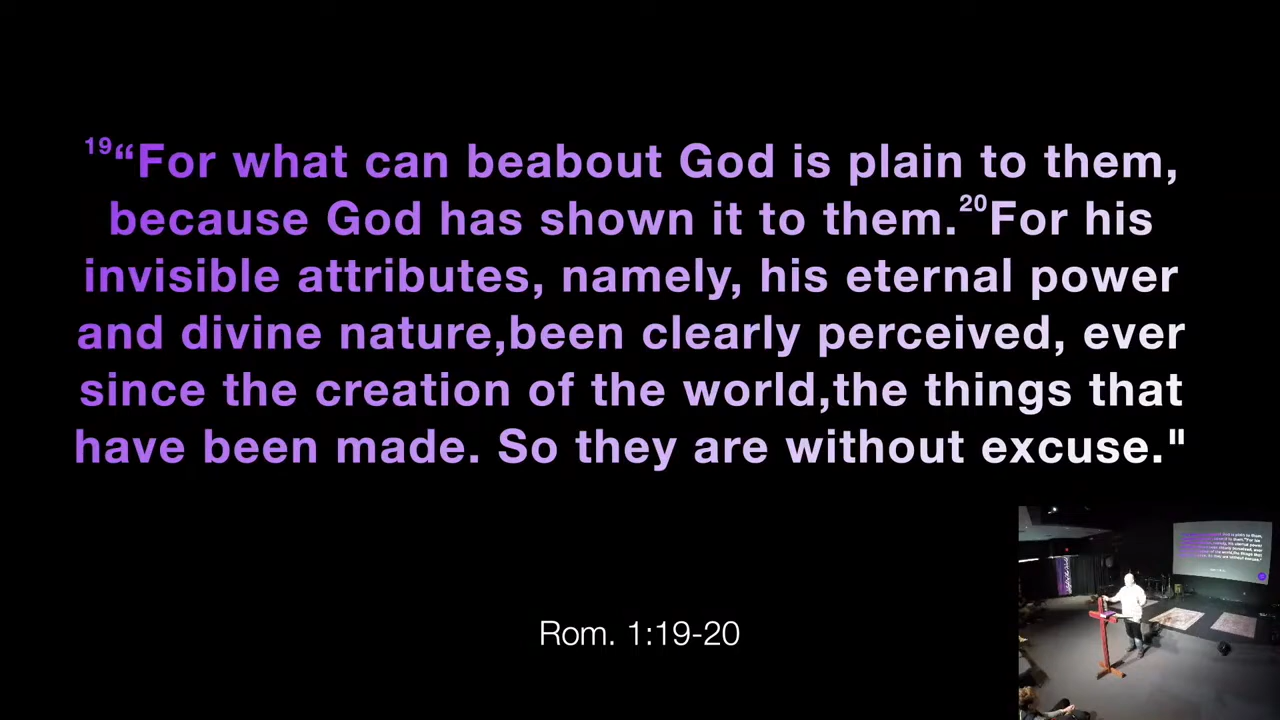 19“For what can beabout God is plain to them,
because God has shown it to them.20For his
invisible attributes, namely, his eternal power
and divine nature,been clearly perceived, ever
since the creation of the world,the things that
have been made. So they are without excuse."
Rom. 1:19-20